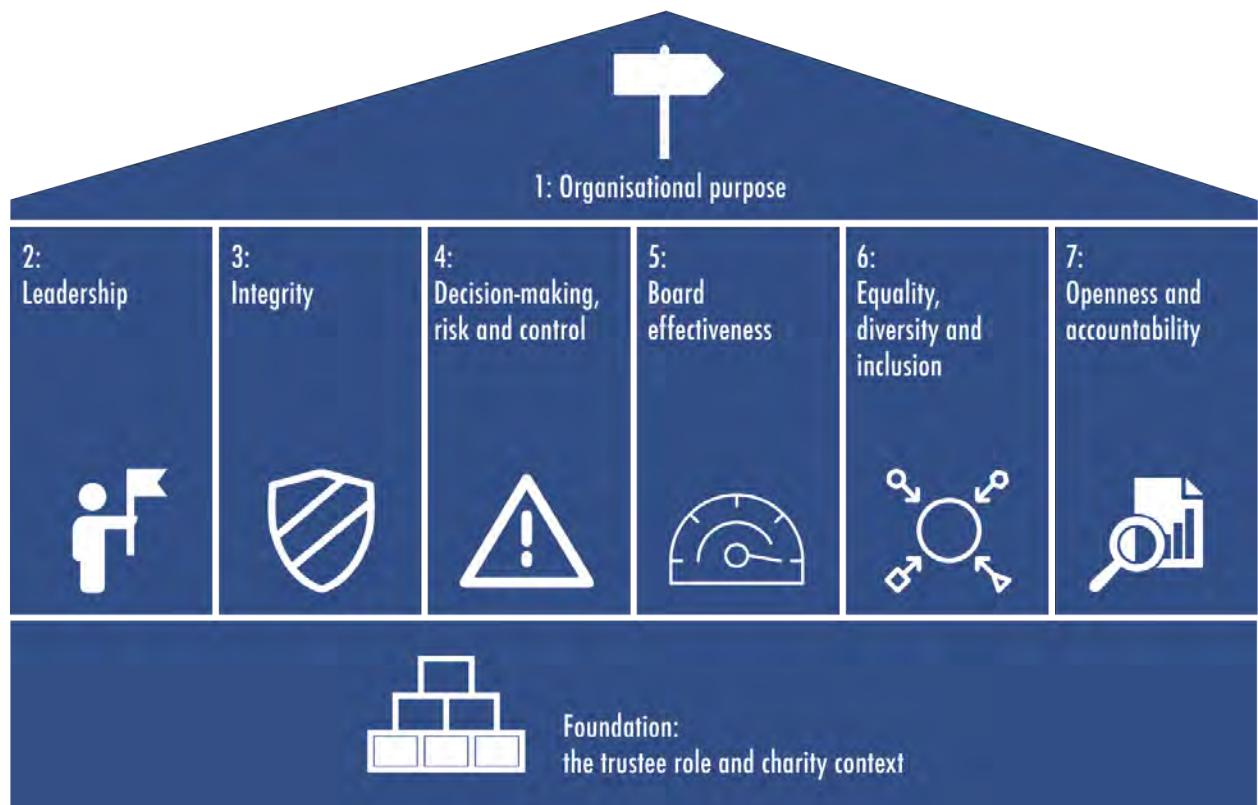 1: Organisational purpose
2:
Leadership
3:
Integrity
4:
Decision-making,
risk and control
5:
Board
effectiveness
6:
Equality,
diversity and
inclusion
7:
Openness and
accountability
Foundation:
the trustee role and charity context